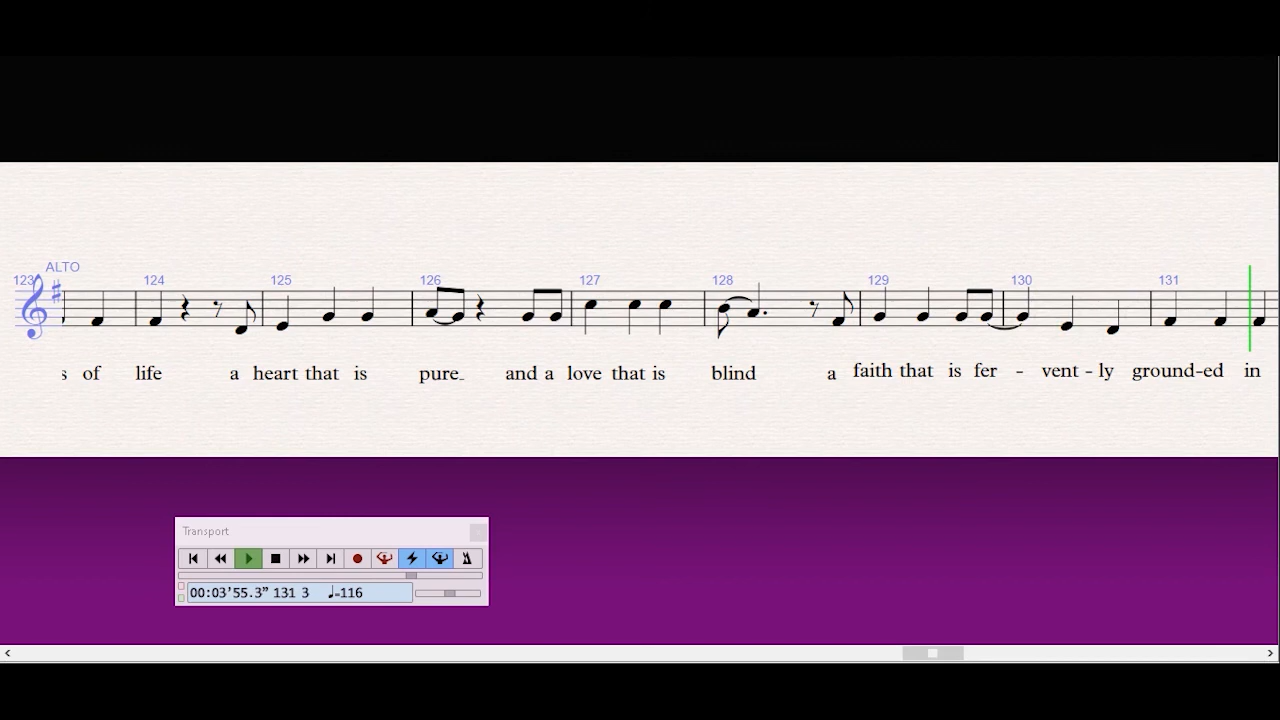 ALTO
123 124 125 126 127 128 129 130 131
s of life a heart that is pure_ and a love that is blind a faith that is fer - vent - ly ground-ed in
Transport
00:03'55.3" 131 3 ♩=116